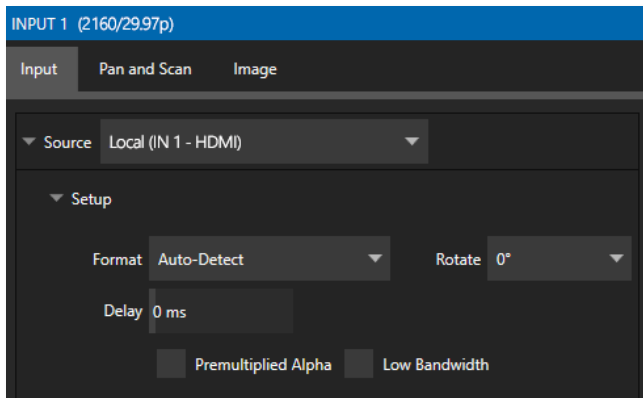 INPUT 1 (2160/29.97p)
Input Pan and Scan Image
Source Local (IN 1 - HDMI)
Setup
Format Auto-Detect Rotate 0°
Delay 0 ms
Premultiplied Alpha Low Bandwidth